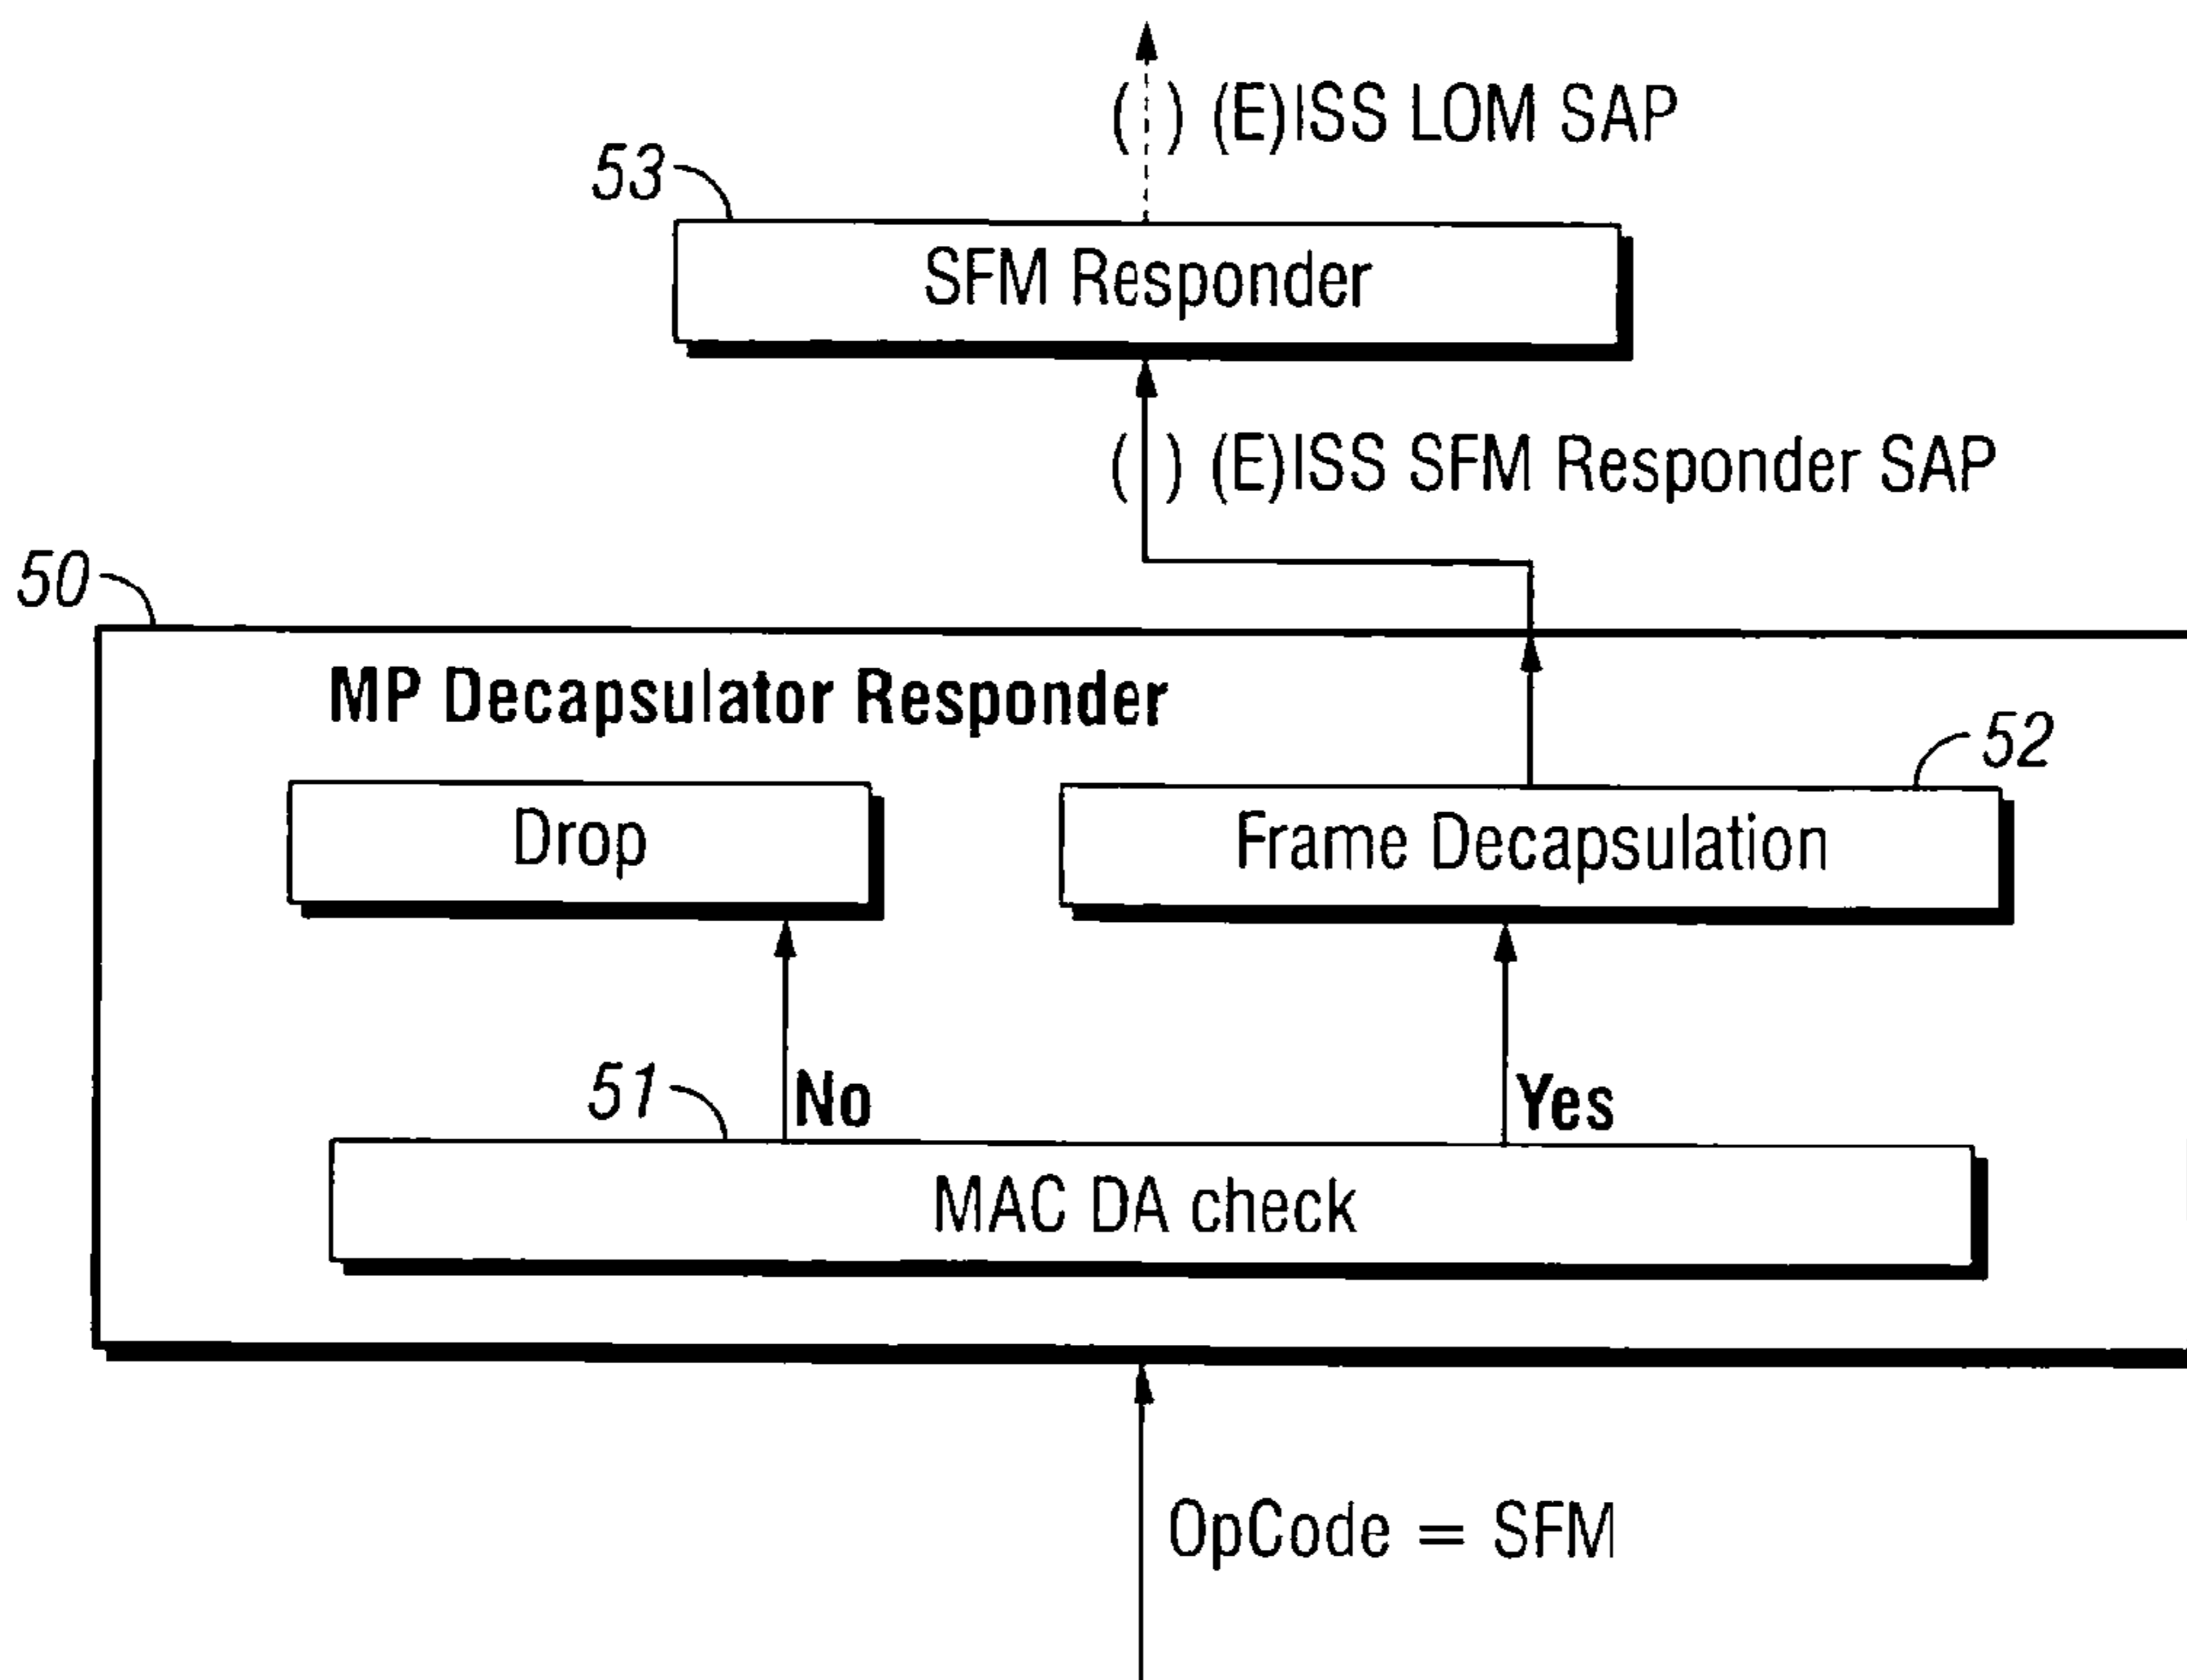 ( ) (E)ISS LOM SAP
53
SFM Responder
( ) (E)ISS SFM Responder SAP
50
MP Decapsulator Responder
52
Drop
Frame Decapsulation
51
No
Yes
MAC DA check
OpCode = SFM